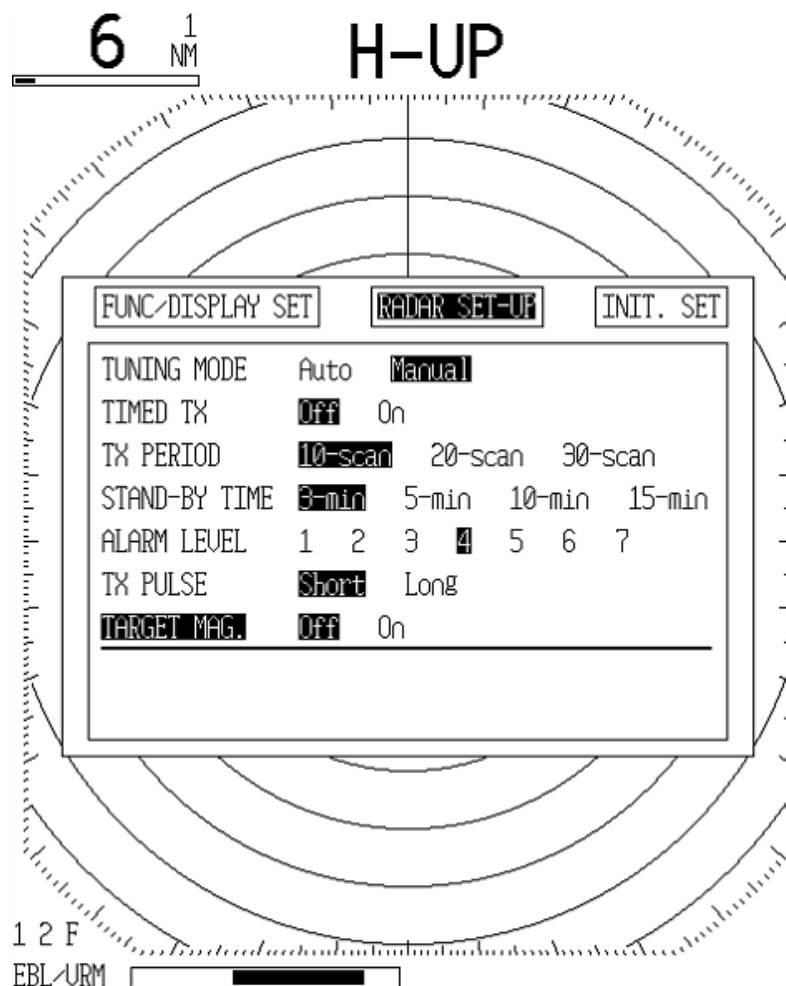 6 1 NM H-UP
FUNC/DISPLAY SET RADAR SET-UP INIT. SET
TUNING MODE Auto Manual
TIMED TX Off On
TX PERIOD 10-scan 20-scan 30-scan
STAND-BY TIME 3-min 5-min 10-min 15-min
ALARM LEVEL 1 2 3 4 5 6 7
TX PULSE Short Long
TARGET MAG. Off On
1 2 F
EBL/VRM